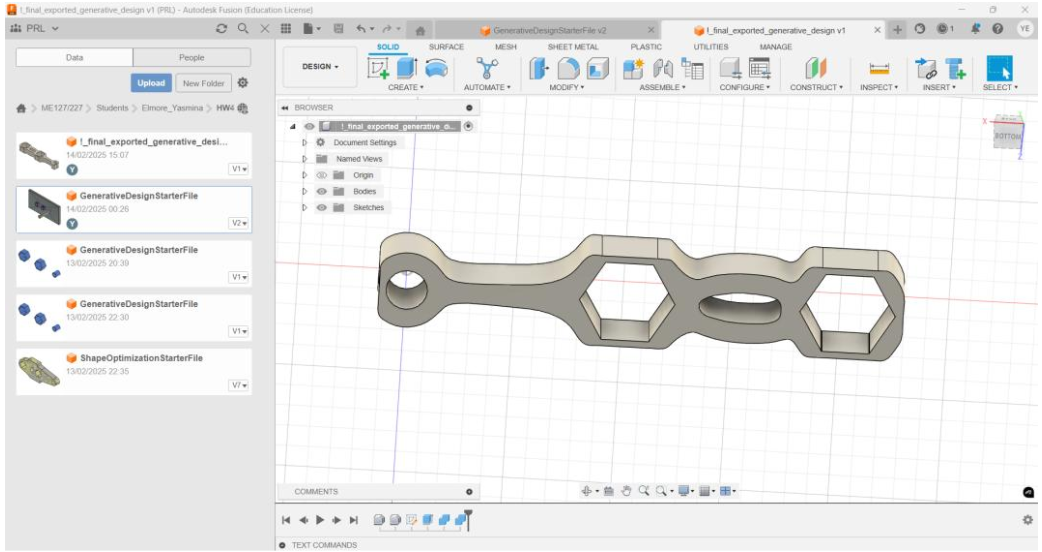 !_final_exported_generative_design v1 (PRL) - Autodesk Fusion (Education License)
PRL
GenerativeDesignStarterFile v2
!_final_exported_generative_design v1
1
YE
Data
People
Upload
New Folder
ME127/227 > Students > Elmore_Yasmina > HW4
!_final_exported_generative_desi...
14/02/2025 15:07
Y
V1
GenerativeDesignStarterFile
14/02/2025 00:26
Y
V2
GenerativeDesignStarterFile
13/02/2025 20:39
V1
GenerativeDesignStarterFile
13/02/2025 22:30
V1
ShapeOptimizationStarterFile
13/02/2025 22:35
V7
DESIGN
SOLID
SURFACE
MESH
SHEET METAL
PLASTIC
UTILITIES
MANAGE
CREATE
AUTOMATE
MODIFY
ASSEMBLE
CONFIGURE
CONSTRUCT
INSPECT
INSERT
SELECT
BROWSER
!_final_exported_generative_d...
Document Settings
Named Views
Origin
Bodies
Sketches
X
BOTTOM
Z
COMMENTS
TEXT COMMANDS